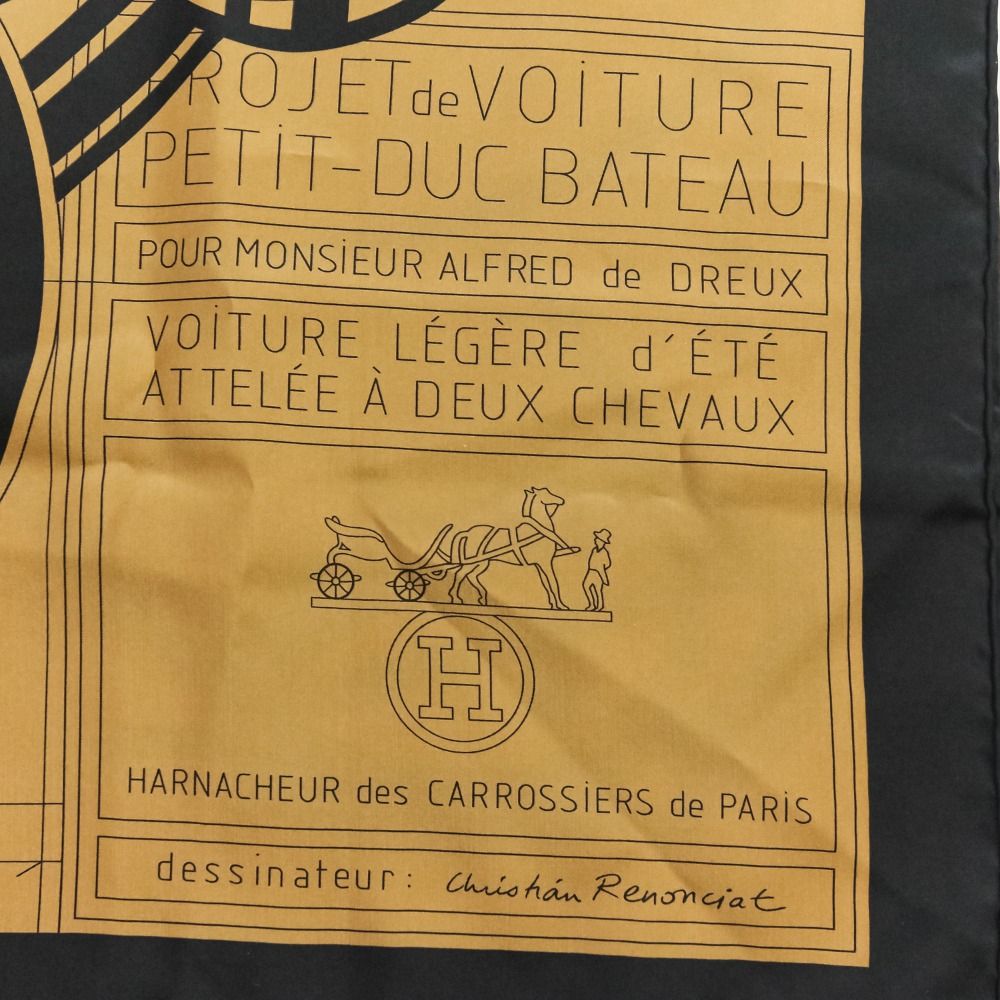 PROJET de VOiTURE
PETiT-DUC BATEAU
POUR MONSiEUR ALFRED de DREUX
VOiTURE LÉGÈRE d'ÉTÉ
ATTELÉE À DEUX CHEVAUX
H
HARNACHEUR des CARROSSiERS de PARiS
dessinateur: Christian Renonciat